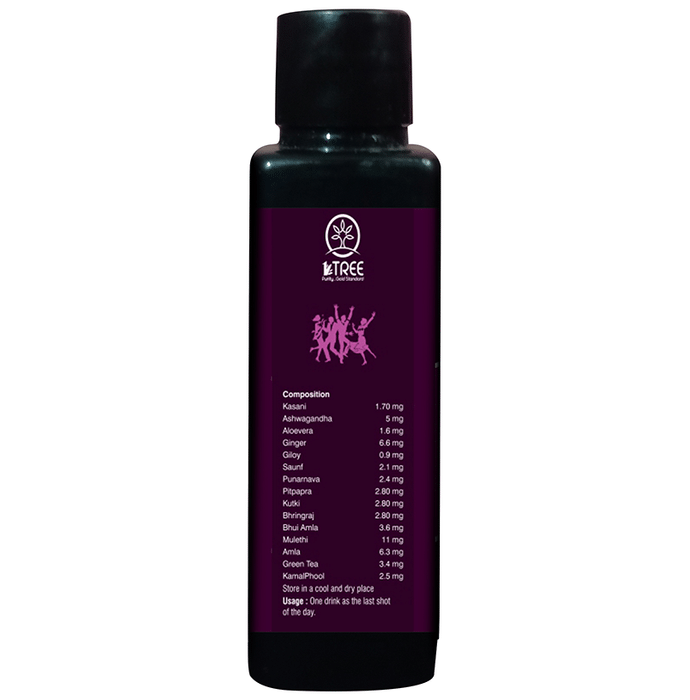 TREE
Purity...Gold Standard
Composition
Kasani 1.70 mg
Ashwagandha 5 mg
Aloevera 1.6 mg
Ginger 6.6 mg
Giloy 0.9 mg
Saunf 2.1 mg
Punarnava 2.4 mg
Pitpapra 2.80 mg
Kutki 2.80 mg
Bhringraj 2.80 mg
Bhui Amla 3.6 mg
Mulethi 11 mg
Amla 6.3 mg
Green Tea 3.4 mg
KamalPhool 2.5 mg
Store in a cool and dry place
Usage : One drink as the last shot
of the day.